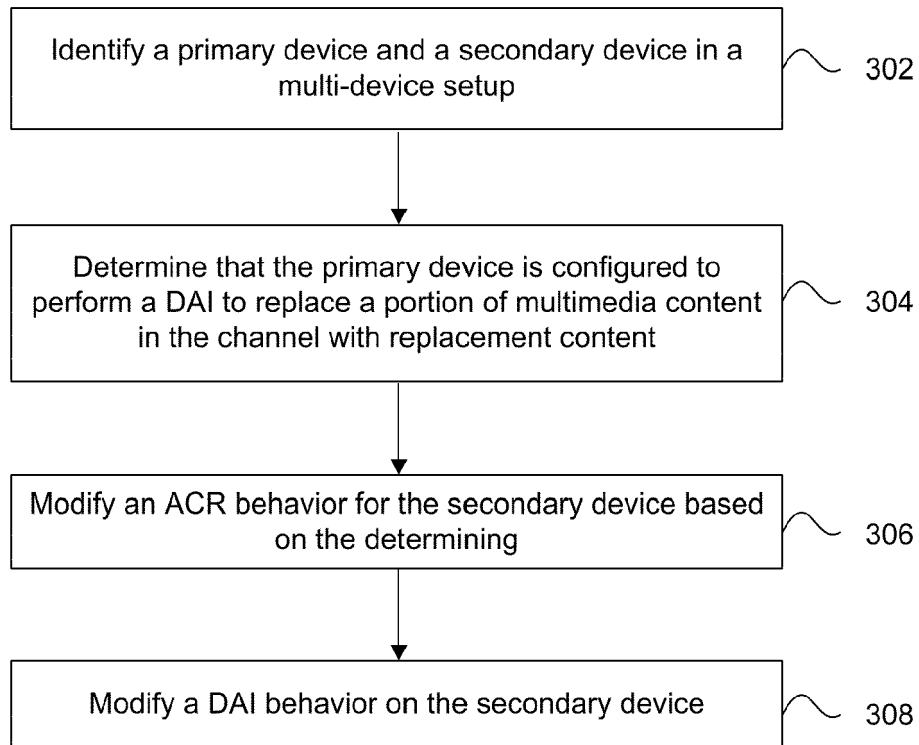 Identify a primary device and a secondary device in a
multi-device setup
302
Determine that the primary device is configured to
perform a DAI to replace a portion of multimedia content
in the channel with replacement content
304
Modify an ACR behavior for the secondary device based
on the determining
306
Modify a DAI behavior on the secondary device
308